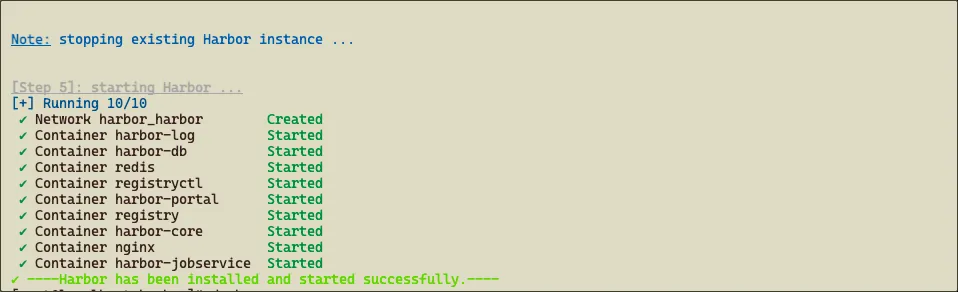 Note: stopping existing Harbor instance ...
[Step 5]: starting Harbor ...
[+] Running 10/10
✔ Network harbor_harbor Created
✔ Container harbor-log Started
✔ Container harbor-db Started
✔ Container redis Started
✔ Container registryctl Started
✔ Container harbor-portal Started
✔ Container registry Started
✔ Container harbor-core Started
✔ Container nginx Started
✔ Container harbor-jobservice Started
✔ ----Harbor has been installed and started successfully.----